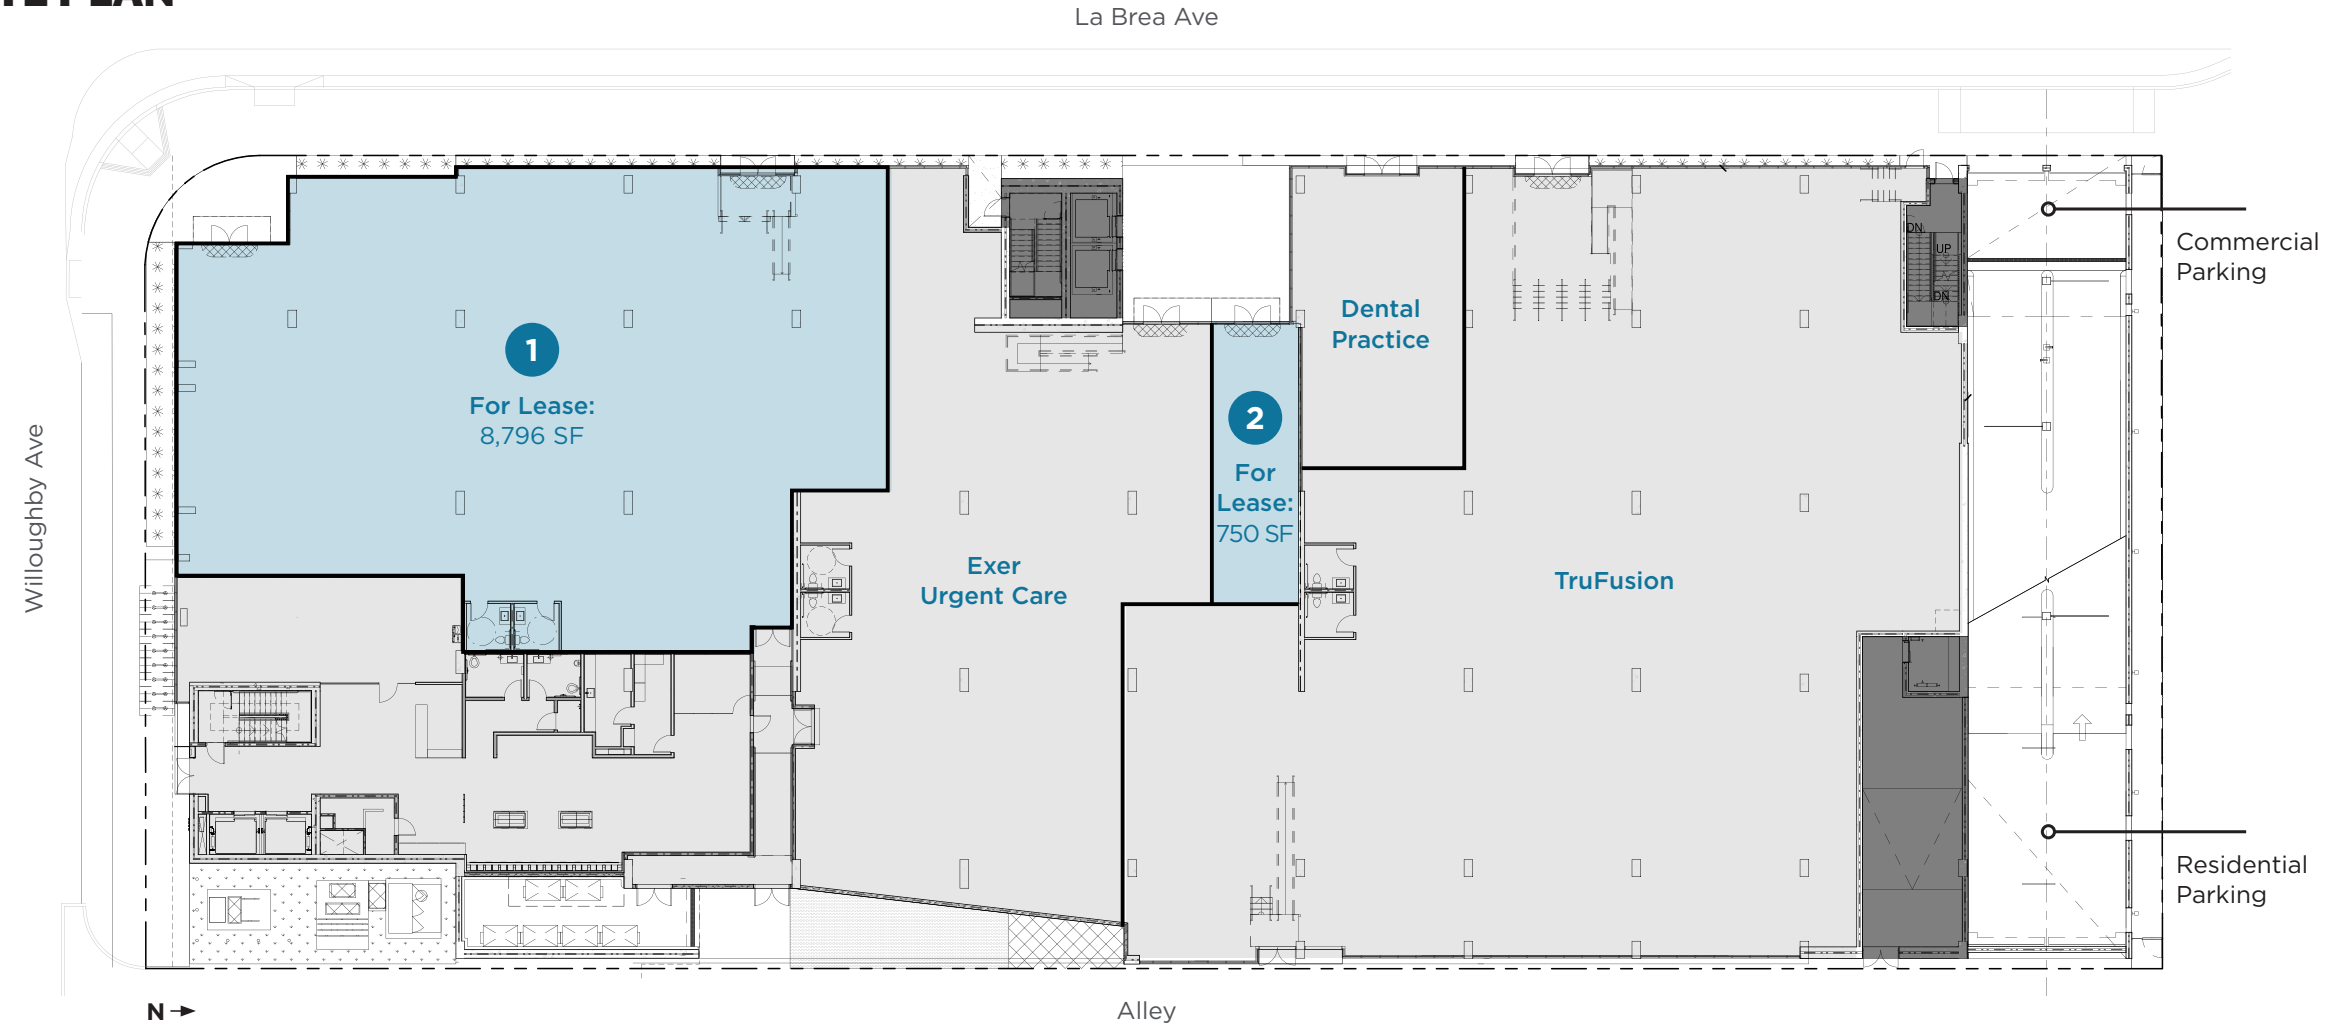 La Brea Ave
Commercial
Parking
DN
UP
DN
Dental
Practice
1
For Lease:
8,796 SF
2
For
Lease:
750 SF
Willoughby Ave
Exer
Urgent Care
TruFusion
Residential
Parking
N
Alley